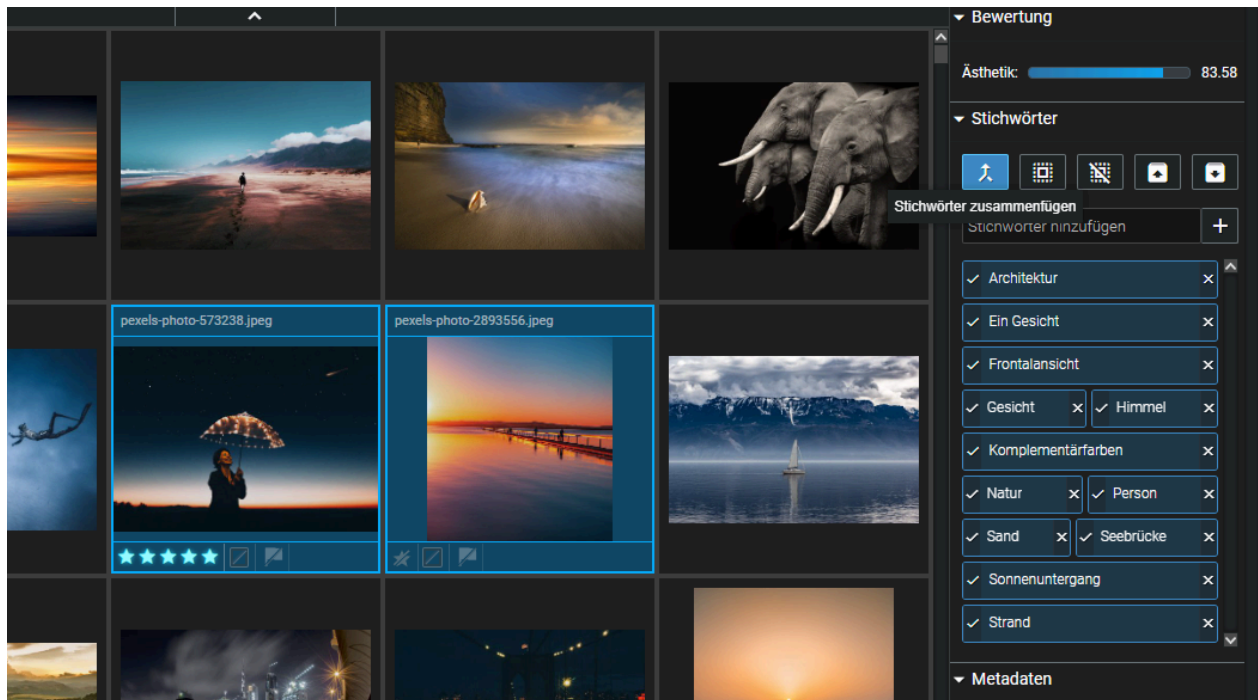 Bewertung
Ästhetik: 83.58
Stichwörter
Stichwörter zusammenfügen
Stichwörter hinzufügen
Architektur
Ein Gesicht
Frontalansicht
Gesicht Himmel
Komplementärfarben
Natur Person
Sand Seebrücke
Sonnenuntergang
Strand
Metadaten
pexels-photo-573238.jpeg
pexels-photo-2893556.jpeg